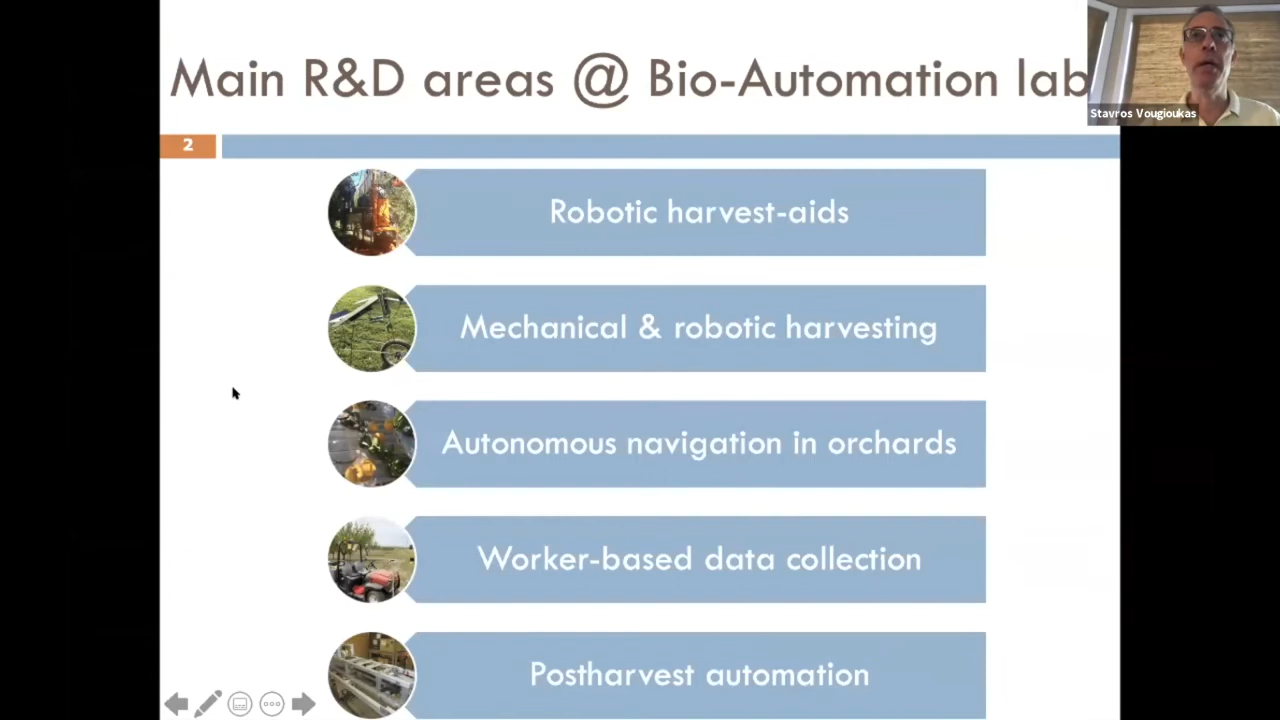 Main R&D areas @ Bio-Automation lab
Stavros Vougioukas
2
Robotic harvest-aids
Mechanical & robotic harvesting
Autonomous navigation in orchards
Worker-based data collection
Postharvest automation